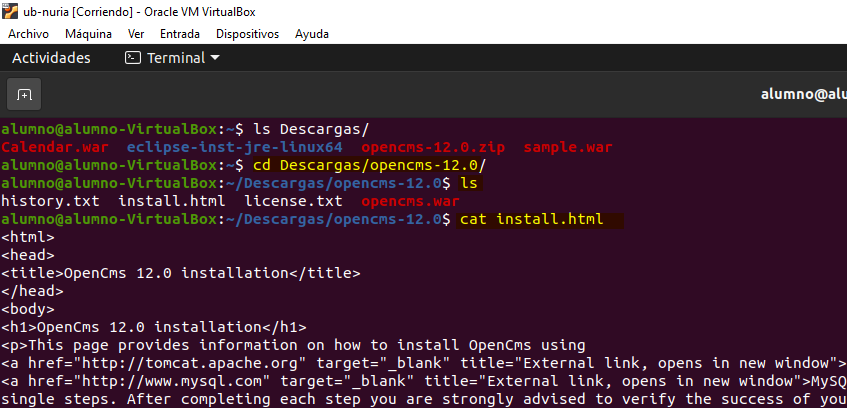 ub-nuria [Corriendo] - Oracle VM VirtualBox
Archivo Máquina Ver Entrada Dispositivos Ayuda
Actividades Terminal
alumno@alu
alumno@alumno-VirtualBox:~$ ls Descargas/
Calendar.war eclipse-inst-jre-linux64 opencms-12.0.zip sample.war
alumno@alumno-VirtualBox:~$ cd Descargas/opencms-12.0/
alumno@alumno-VirtualBox:~/Descargas/opencms-12.0$ ls
history.txt install.html license.txt opencms.war
alumno@alumno-VirtualBox:~/Descargas/opencms-12.0$ cat install.html
<html>
<head>
<title>OpenCms 12.0 installation</title>
</head>
<body>
<h1>OpenCms 12.0 installation</h1>
<p>This page provides information on how to install OpenCms using
<a href="http://tomcat.apache.org" target="_blank" title="External link, opens in new window">
<a href="http://www.mysql.com" target="_blank" title="External link, opens in new window">MySQ
single steps. After completing each step you are strongly advised to verify the success of you